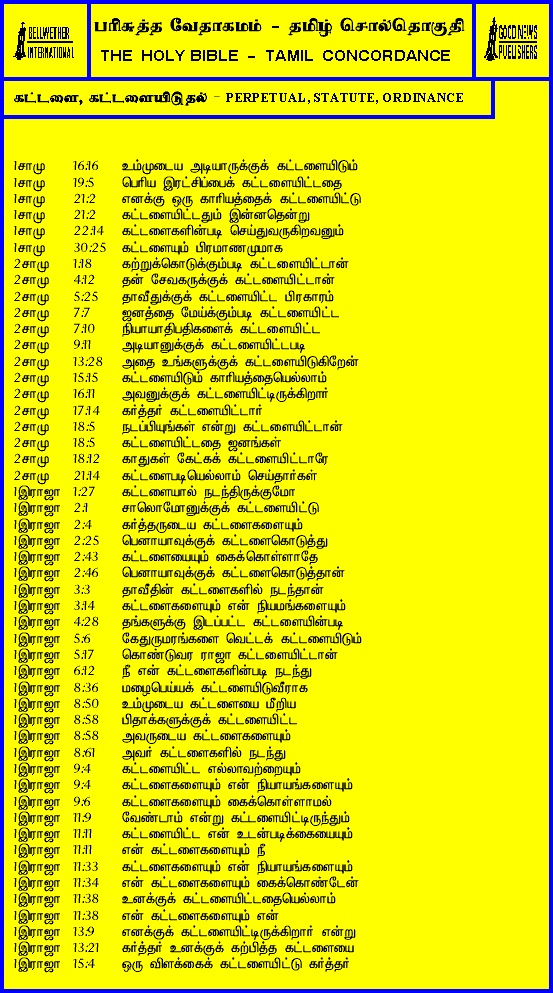 BELLWETHER
INTERNATIONAL
பரிசுத்த வேதாகமம் - தமிழ் சொல்தொகுதி
THE HOLY BIBLE - TAMIL CONCORDANCE
GOOD NEWS
PUBLISHERS
கட்டளை, கட்டளையிடுதல் - PERPETUAL, STATUTE, ORDINANCE
1சாமு 16:16 உம்முடைய அடியாருக்குக் கட்டளையிடும்
1சாமு 19:5 பெரிய இரட்சிப்பைக் கட்டளையிட்டதை
1சாமு 21:2 எனக்கு ஒரு காரியத்தைக் கட்டளையிட்டு
1சாமு 21:2 கட்டளையிட்டதும் இன்னதென்று
1சாமு 22:14 கட்டளைகளின்படி செய்துவருகிறவனும்
1சாமு 30:25 கட்டளையும் பிரமாணமுமாக
2சாமு 1:18 கற்றுக்கொடுக்கும்படி கட்டளையிட்டான்
2சாமு 4:12 தன் சேவகருக்குக் கட்டளையிட்டான்
2சாமு 5:25 தாவீதுக்குக் கட்டளையிட்ட பிரகாரம்
2சாமு 7:7 ஜனத்தை மேய்க்கும்படி கட்டளையிட்ட
2சாமு 7:10 நியாயாதிபதிகளைக் கட்டளையிட்ட
2சாமு 9:11 அடியானுக்குக் கட்டளையிட்டபடி
2சாமு 13:28 அதை உங்களுக்குக் கட்டளையிடுகிறேன்
2சாமு 15:15 கட்டளையிடும் காரியத்தையெல்லாம்
2சாமு 16:11 அவனுக்குக் கட்டளையிட்டிருக்கிறார்
2சாமு 17:14 கர்த்தர் கட்டளையிட்டார்
2சாமு 18:5 நடப்பியுங்கள் என்று கட்டளையிட்டான்
2சாமு 18:5 கட்டளையிட்டதை ஜனங்கள்
2சாமு 18:12 காதுகள் கேட்கக் கட்டளையிட்டாரே
2சாமு 21:14 கட்டளைபடியெல்லாம் செய்தார்கள்
1இராஜா 1:27 கட்டளையால் நடந்திருக்குமோ
1இராஜா 2:1 சாலொமோனுக்குக் கட்டளையிட்டு
1இராஜா 2:4 கர்த்தருடைய கட்டளைகளையும்
1இராஜா 2:25 பெனாயாவுக்குக் கட்டளைகொடுத்து
1இராஜா 2:43 கட்டளையையும் கைக்கொள்ளாதே
1இராஜா 2:46 பெனாயாவுக்குக் கட்டளைகொடுத்தான்
1இராஜா 3:3 தாவீதின் கட்டளைகளில் நடந்தான்
1இராஜா 3:14 கட்டளைகளையும் என் நியமங்களையும்
1இராஜா 4:28 தங்களுக்கு இடப்பட்ட கட்டளையின்படி
1இராஜா 5:6 கேதுருமரங்களை வெட்டக் கட்டளையிடும்
1இராஜா 5:17 கொண்டுவர ராஜா கட்டளையிட்டான்
1இராஜா 6:12 நீ என் கட்டளைகளின்படி நடந்து
1இராஜா 8:36 மழைபெய்யக் கட்டளையிடுவீராக
1இராஜா 8:50 உம்முடைய கட்டளையை மீறிய
1இராஜா 8:58 பிதாக்களுக்குக் கட்டளையிட்ட
1இராஜா 8:58 அவருடைய கட்டளைகளையும்
1இராஜா 8:61 அவர் கட்டளைகளில் நடந்து
1இராஜா 9:4 கட்டளையிட்ட எல்லாவற்றையும்
1இராஜா 9:4 கட்டளைகளையும் என் நியாயங்களையும்
1இராஜா 9:6 கட்டளைகளையும் கைக்கொள்ளாமல்
1இராஜா 11:9 வேண்டாம் என்று கட்டளையிட்டிருந்தும்
1இராஜா 11:11 கட்டளையிட்ட என் உடன்படிக்கையையும்
1இராஜா 11:11 என் கட்டளைகளையும் நீ
1இராஜா 11:33 கட்டளைகளையும் என் நியாயங்களையும்
1இராஜா 11:34 என் கட்டளைகளையும் கைக்கொண்டேன்
1இராஜா 11:38 உனக்குக் கட்டளையிட்டதையெல்லாம்
1இராஜா 11:38 என் கட்டளைகளையும் என்
1இராஜா 13:9 எனக்குக் கட்டளையிட்டிருக்கிறார் என்று
1இராஜா 13:21 கர்த்தர் உனக்குக் கற்பித்த கட்டளையை
1இராஜா 15:4 ஒரு விளக்கைக் கட்டளையிட்டு கர்த்தர்